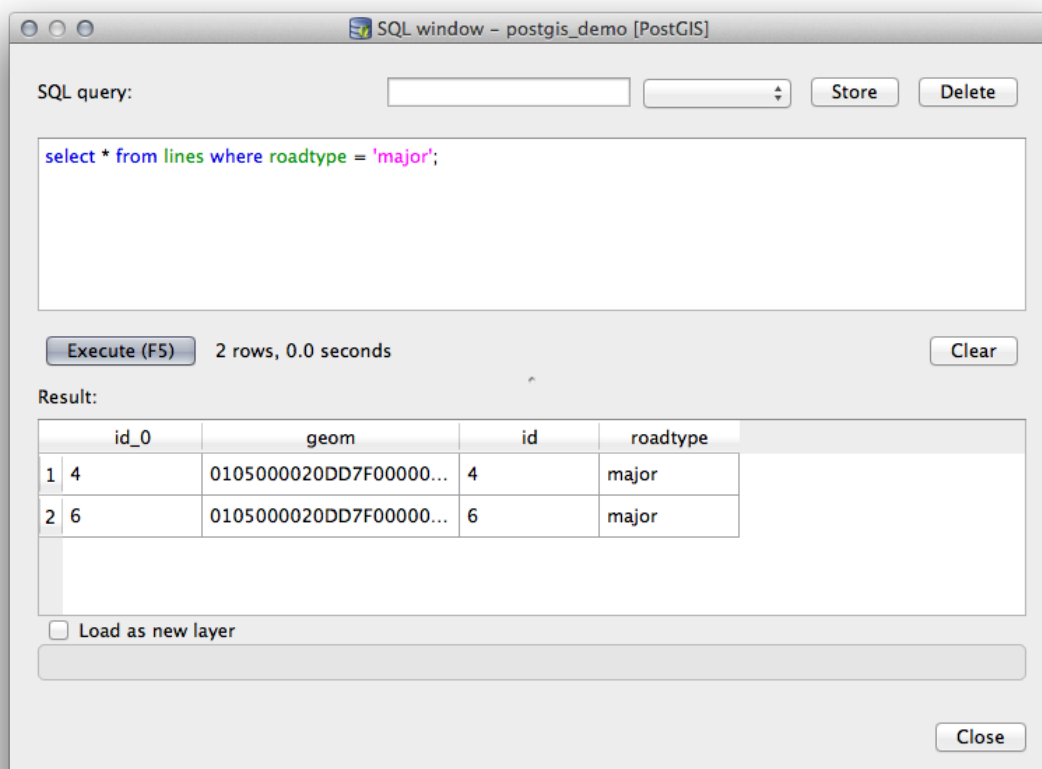 SQL window – postgis_demo [PostGIS]
SQL query: Store Delete
select * from lines where roadtype = 'major';
Execute (F5) 2 rows, 0.0 seconds Clear
Result:
id_0 geom id roadtype
1 4 0105000020DD7F00000... 4 major
2 6 0105000020DD7F00000... 6 major
Load as new layer
Close